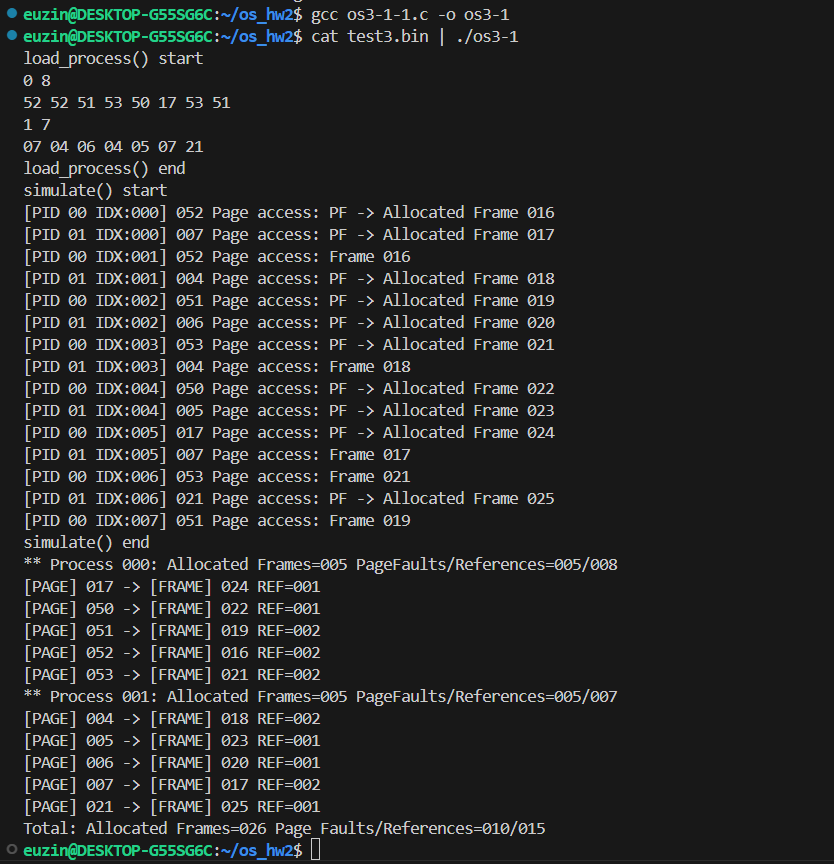 euzin@DESKTOP-G55SG6C:~/os_hw2$ gcc os3-1-1.c -o os3-1
euzin@DESKTOP-G55SG6C:~/os_hw2$ cat test3.bin | ./os3-1
load_process() start
0 8
52 52 51 53 50 17 53 51
1 7
07 04 06 04 05 07 21
load_process() end
simulate() start
[PID 00 IDX:000] 052 Page access: PF -> Allocated Frame 016
[PID 01 IDX:000] 007 Page access: PF -> Allocated Frame 017
[PID 00 IDX:001] 052 Page access: Frame 016
[PID 01 IDX:001] 004 Page access: PF -> Allocated Frame 018
[PID 00 IDX:002] 051 Page access: PF -> Allocated Frame 019
[PID 01 IDX:002] 006 Page access: PF -> Allocated Frame 020
[PID 00 IDX:003] 053 Page access: PF -> Allocated Frame 021
[PID 01 IDX:003] 004 Page access: Frame 018
[PID 00 IDX:004] 050 Page access: PF -> Allocated Frame 022
[PID 01 IDX:004] 005 Page access: PF -> Allocated Frame 023
[PID 00 IDX:005] 017 Page access: PF -> Allocated Frame 024
[PID 01 IDX:005] 007 Page access: Frame 017
[PID 00 IDX:006] 053 Page access: Frame 021
[PID 01 IDX:006] 021 Page access: PF -> Allocated Frame 025
[PID 00 IDX:007] 051 Page access: Frame 019
simulate() end
** Process 000: Allocated Frames=005 PageFaults/References=005/008
[PAGE] 017 -> [FRAME] 024 REF=001
[PAGE] 050 -> [FRAME] 022 REF=001
[PAGE] 051 -> [FRAME] 019 REF=002
[PAGE] 052 -> [FRAME] 016 REF=002
[PAGE] 053 -> [FRAME] 021 REF=002
** Process 001: Allocated Frames=005 PageFaults/References=005/007
[PAGE] 004 -> [FRAME] 018 REF=002
[PAGE] 005 -> [FRAME] 023 REF=001
[PAGE] 006 -> [FRAME] 020 REF=001
[PAGE] 007 -> [FRAME] 017 REF=002
[PAGE] 021 -> [FRAME] 025 REF=001
Total: Allocated Frames=026 Page Faults/References=010/015
euzin@DESKTOP-G55SG6C:~/os_hw2$